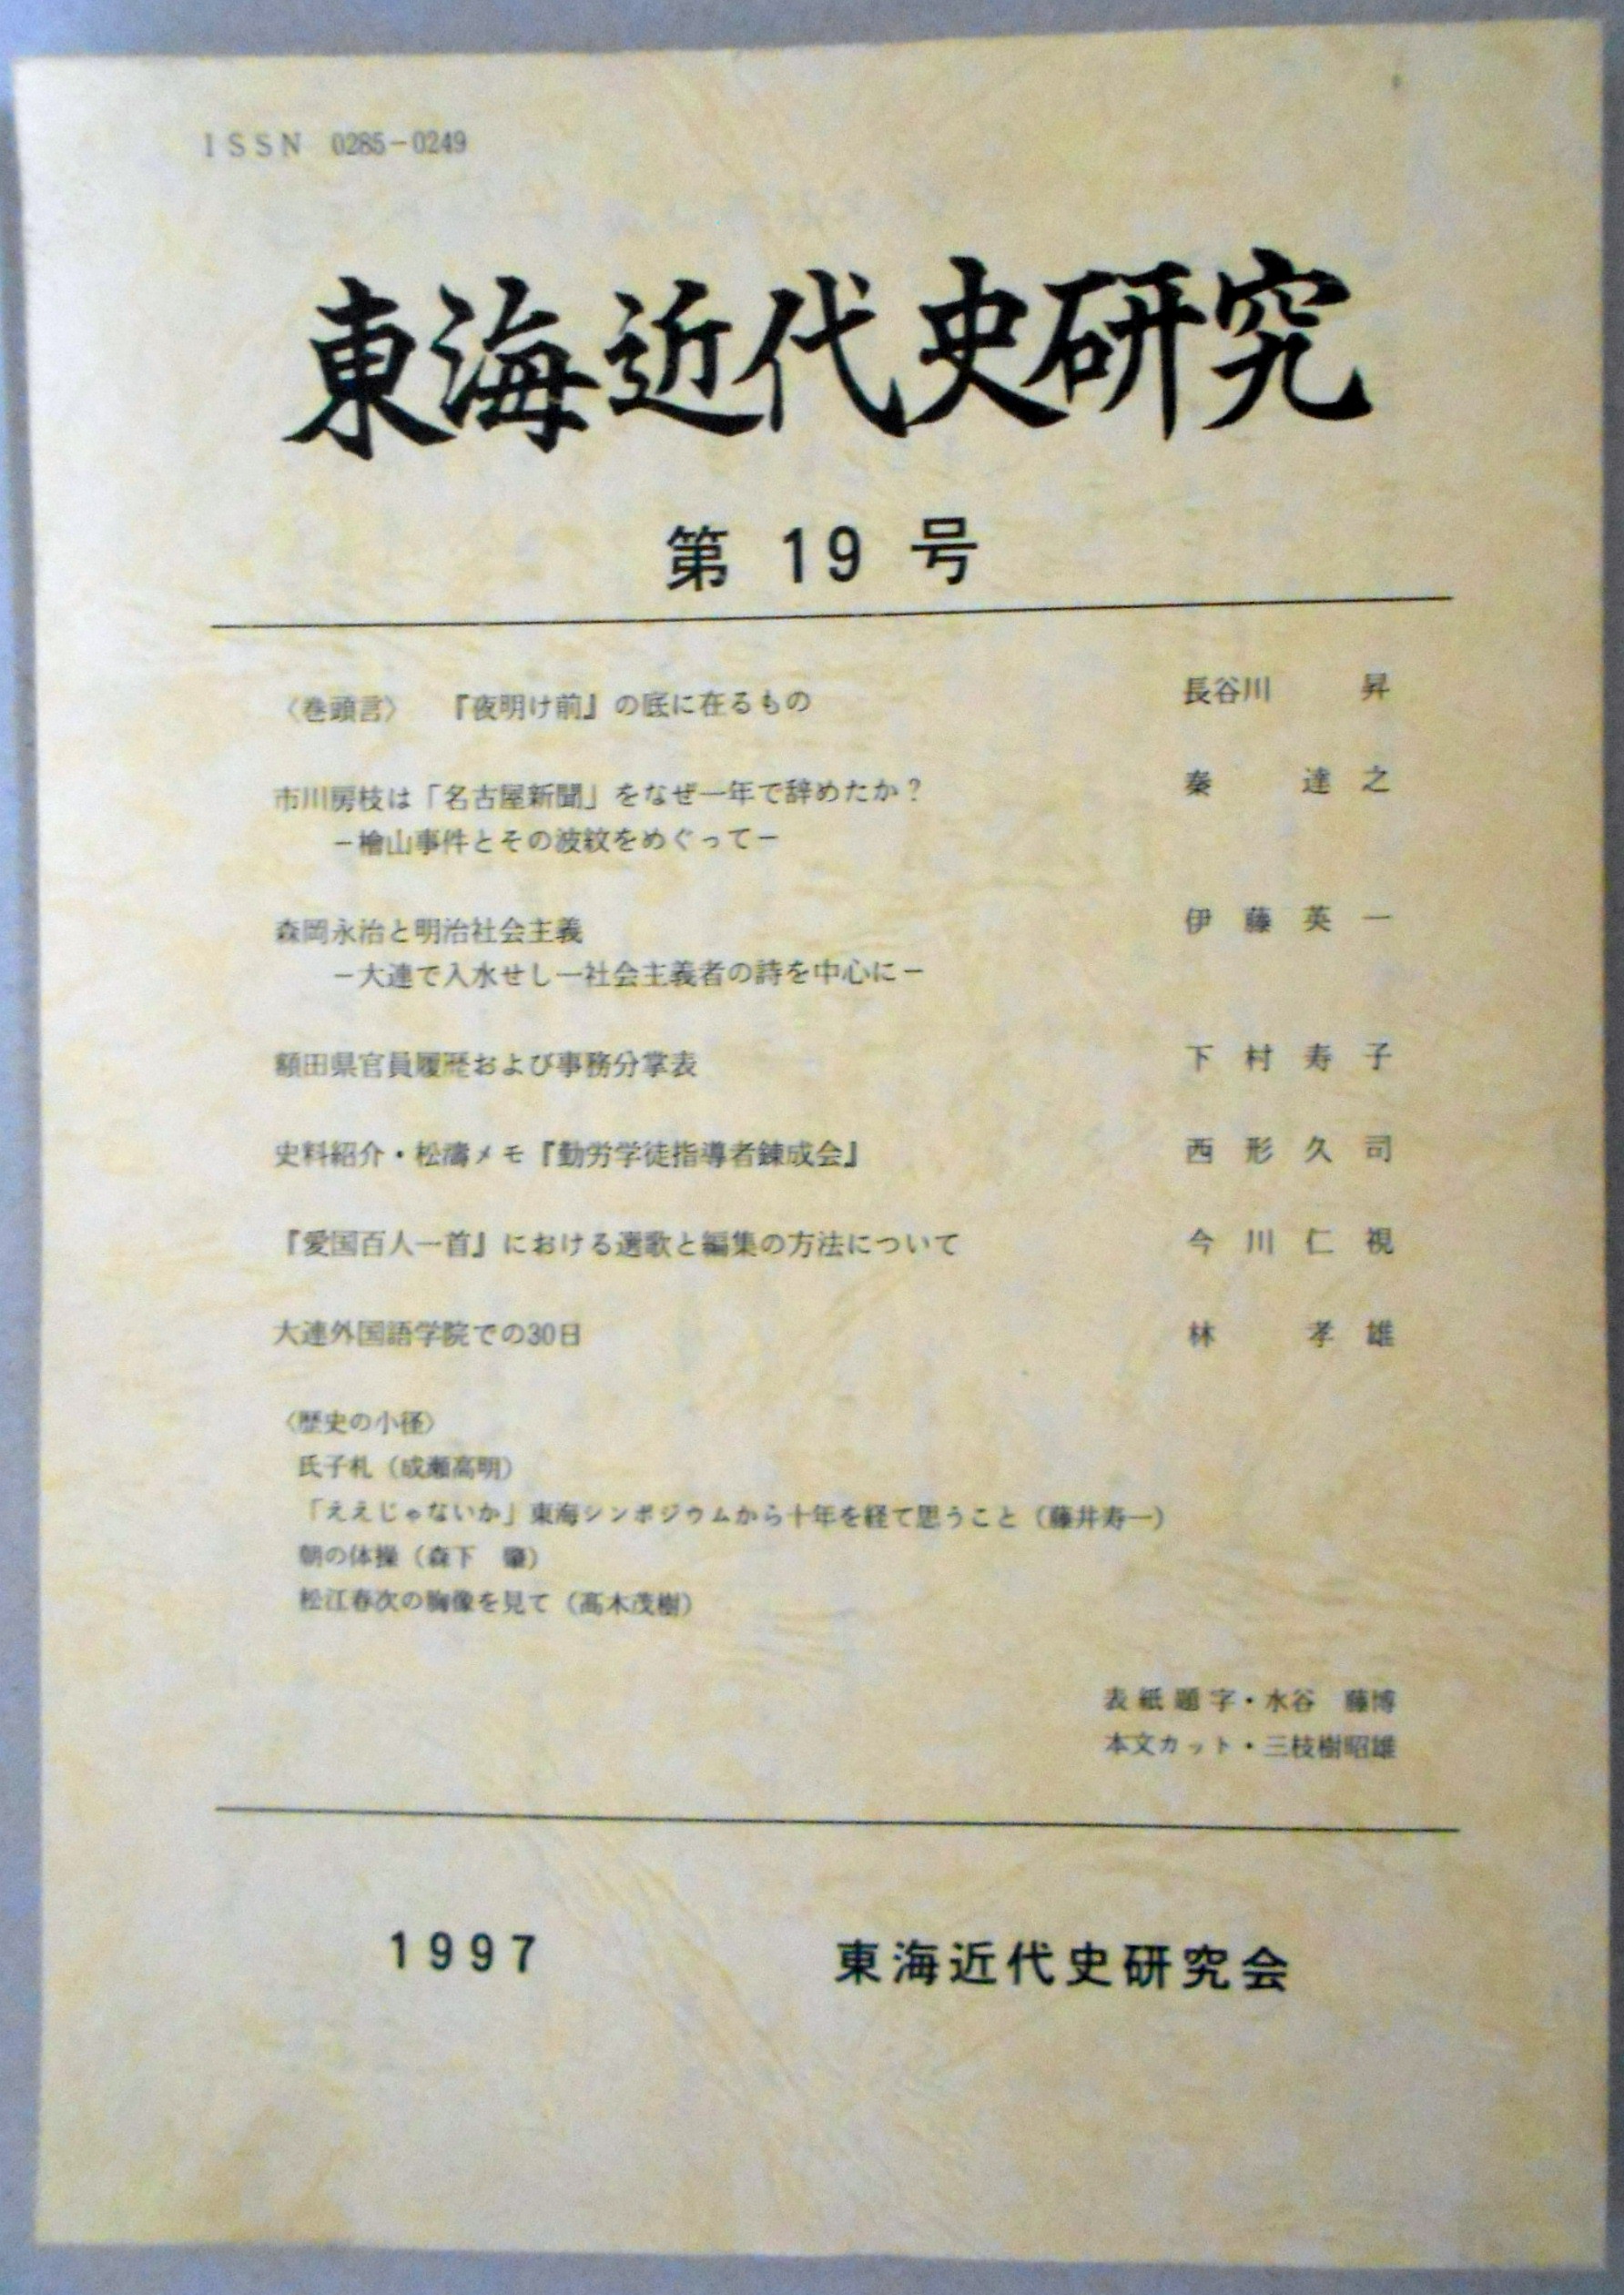 ISSN 0285-0249
東海近代史研究
第 19 号
〈巻頭言〉 『夜明け前』の底に在るもの 長谷川 昇
市川房枝は「名古屋新聞」をなぜ一年で辞めたか？ 秦 達之
－檜山事件とその波紋をめぐって－
森岡永治と明治社会主義 伊藤英一
－大連で入水せし一社会主義者の詩を中心に－
額田県官員履歴および事務分掌表 下村寿子
史料紹介・松濤メモ『勤労学徒指導者錬成会』 西形久司
『愛国百人一首』における選歌と編集の方法について 今川仁視
大連外国語学院での30日 林 孝雄
〈歴史の小径〉
氏子札（成瀬高明）
「ええじゃないか」東海シンポジウムから十年を経て思うこと（藤井寿一）
朝の体操（森下 肇）
松江春次の胸像を見て（高木茂樹）
表紙題字・水谷 藤博
本文カット・三枝樹昭雄
1997 東海近代史研究会